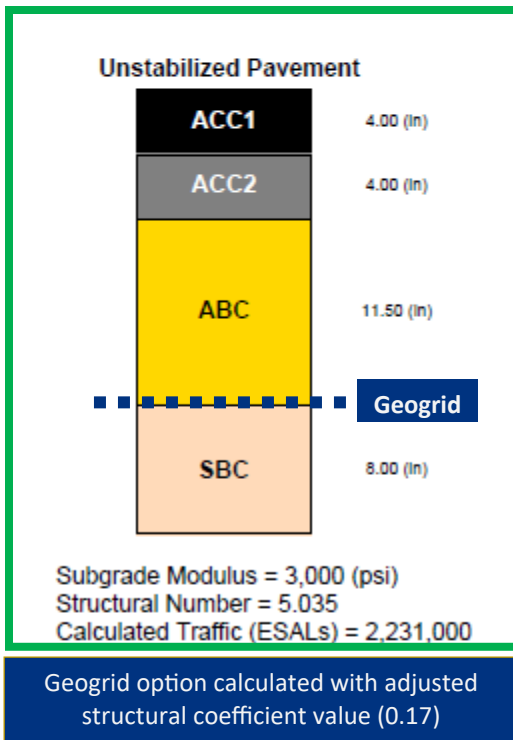 Unstabilized Pavement
ACC1 4.00 (in)
ACC2 4.00 (in)
ABC 11.50 (in)
Geogrid
SBC 8.00 (in)
Subgrade Modulus = 3,000 (psi)
Structural Number = 5.035
Calculated Traffic (ESALs) = 2,231,000
Geogrid option calculated with adjusted
structural coefficient value (0.17)